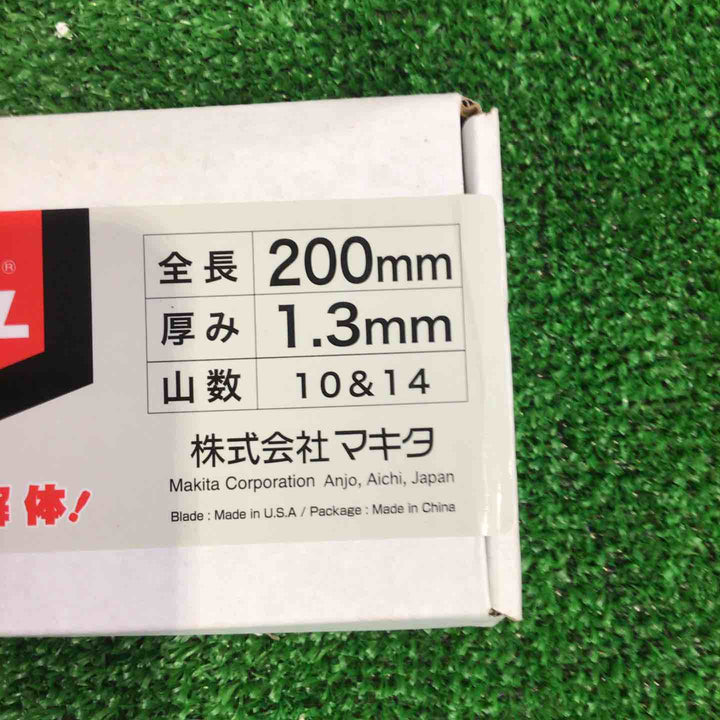 ®
全長 200mm
厚み 1.3mm
山数 10&14
株式会社マキタ
Makita Corporation Anjo, Aichi, Japan
解体!
Blade : Made in U.S.A / Package : Made in China